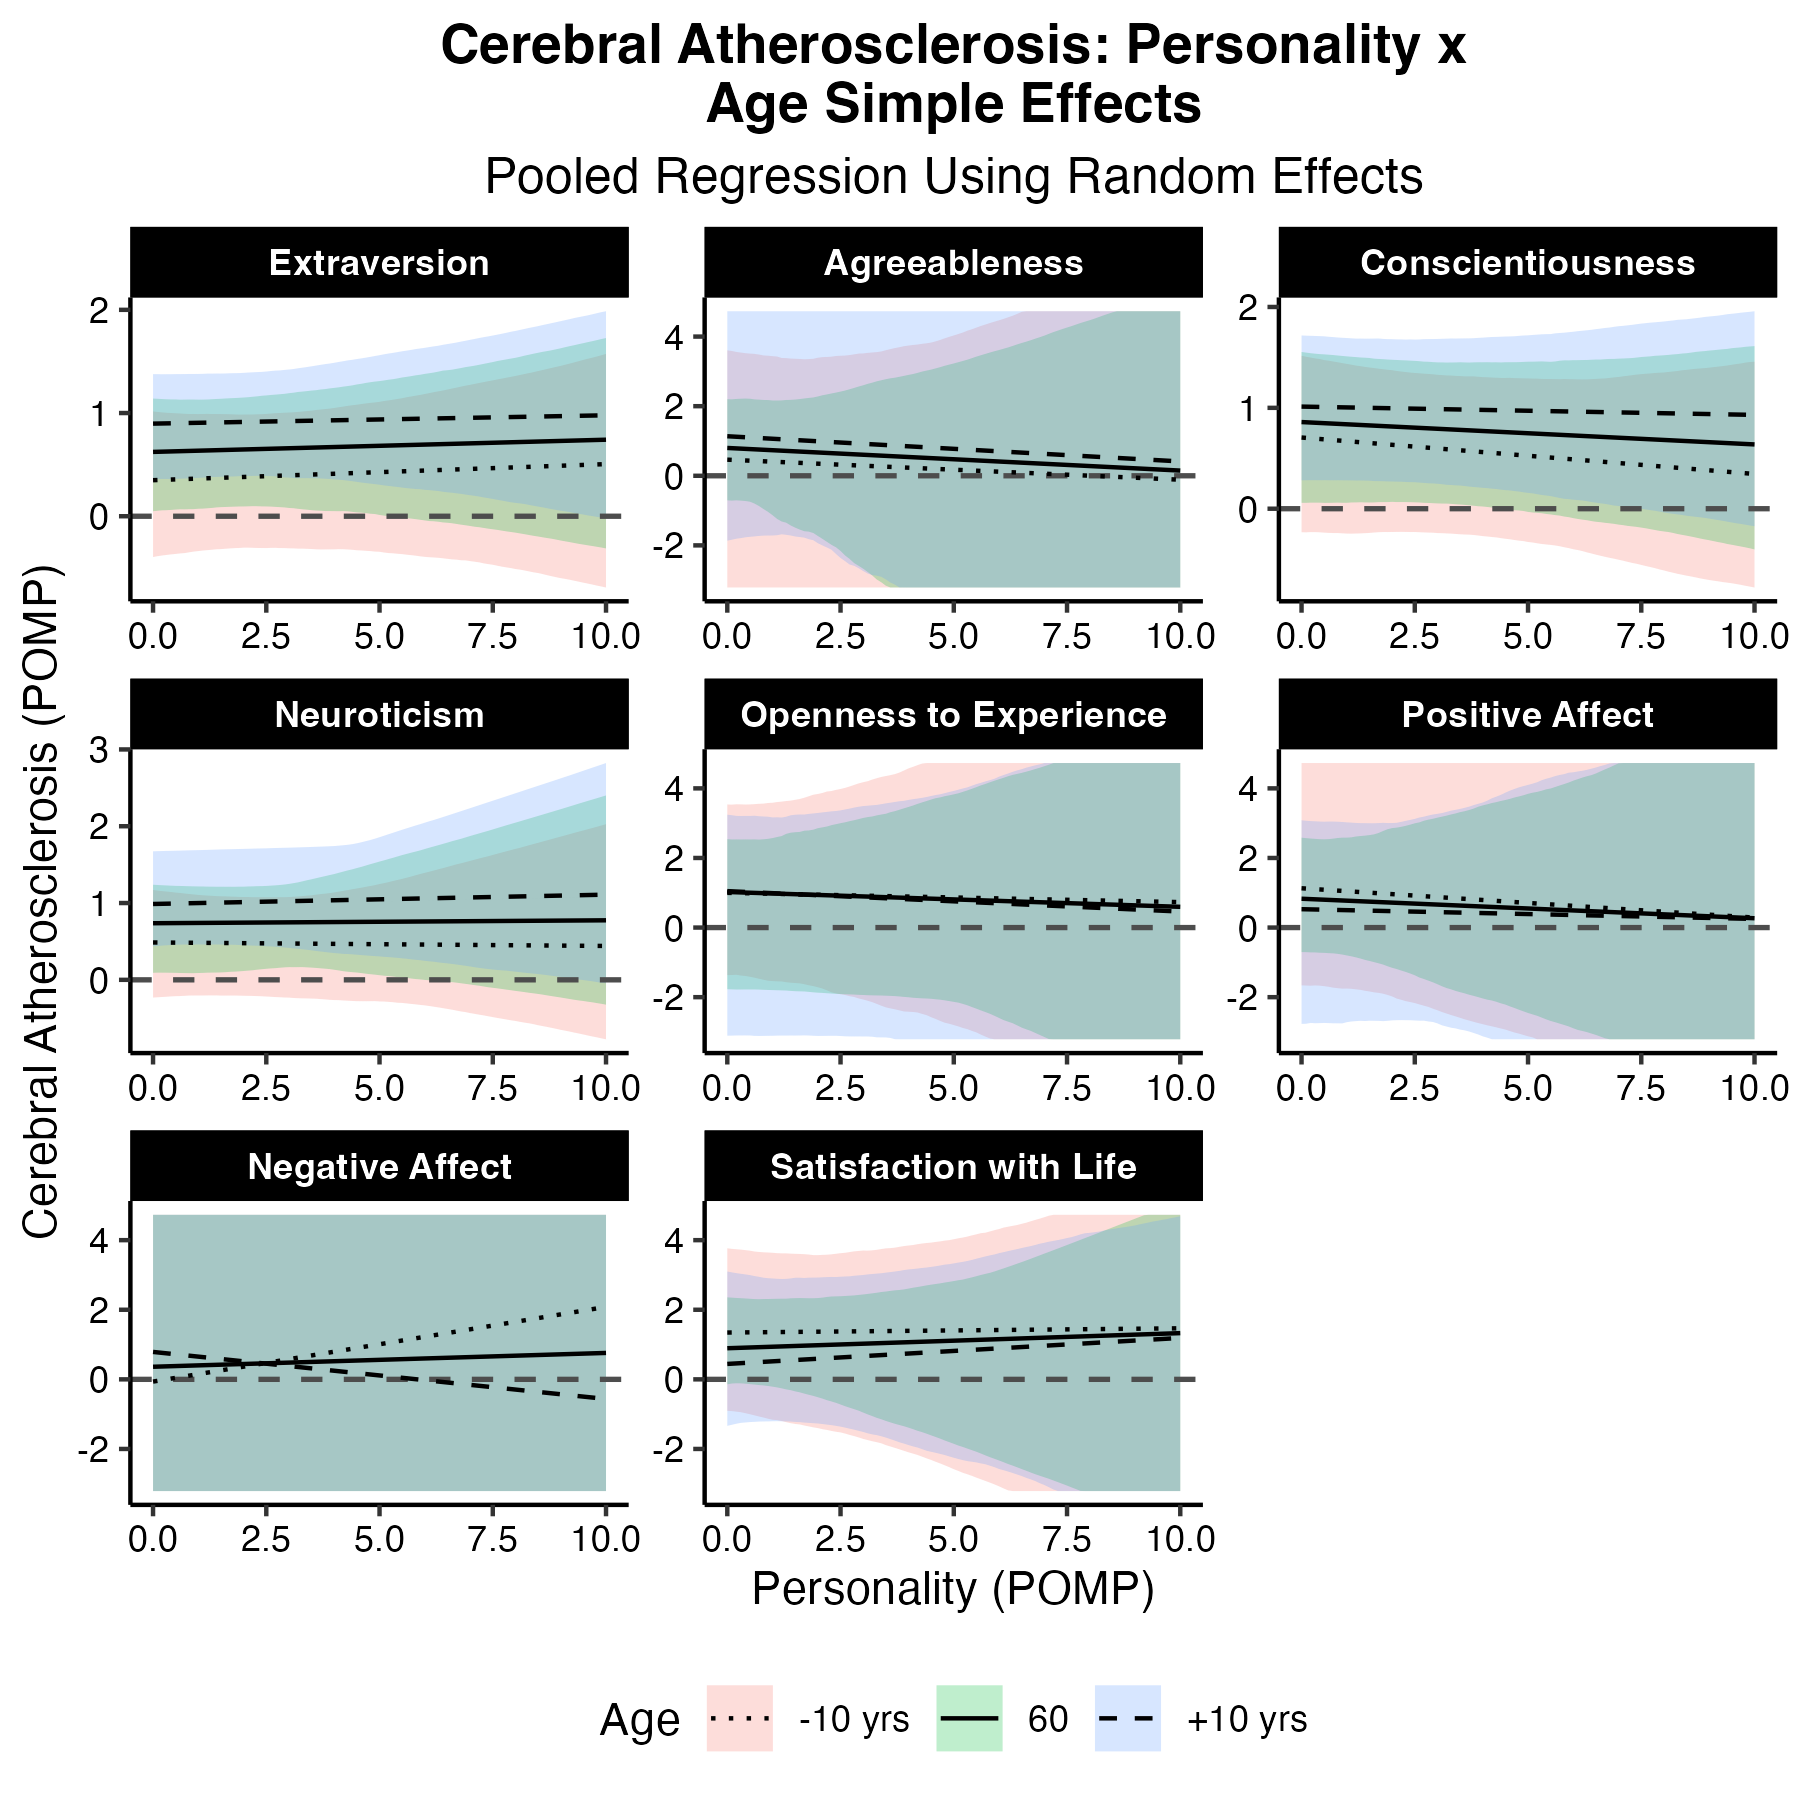 Cerebral Atherosclerosis: Personality x
Age Simple Effects
Pooled Regression Using Random Effects
Cerebral Atherosclerosis (POMP)
Extraversion
2
1
0
0.0 2.5 5.0 7.5 10.0
Agreeableness
4
2
0
-2
0.0 2.5 5.0 7.5 10.0
Conscientiousness
2
1
0
0.0 2.5 5.0 7.5 10.0
Neuroticism
3
2
1
0
0.0 2.5 5.0 7.5 10.0
Openness to Experience
4
2
0
-2
0.0 2.5 5.0 7.5 10.0
Positive Affect
4
2
0
-2
0.0 2.5 5.0 7.5 10.0
Negative Affect
4
2
0
-2
0.0 2.5 5.0 7.5 10.0
Satisfaction with Life
4
2
0
-2
0.0 2.5 5.0 7.5 10.0
Personality (POMP)
Age -10 yrs 60 +10 yrs